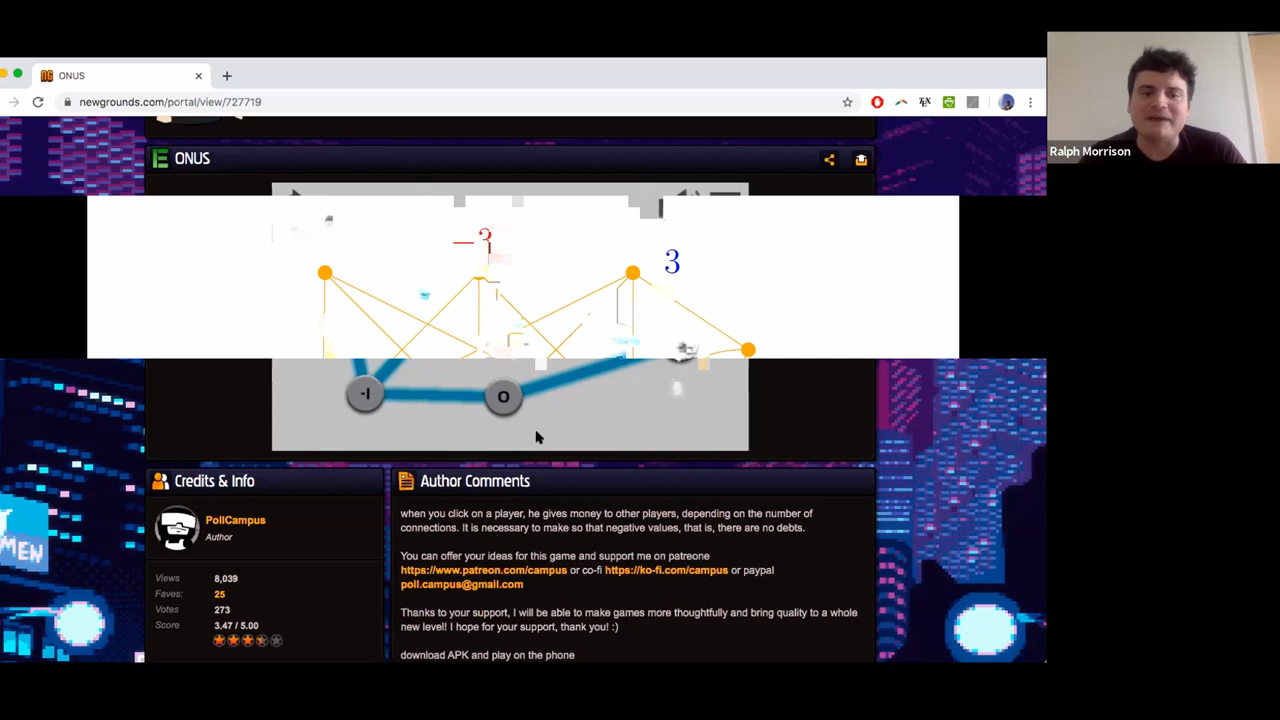 ONUS
newgrounds.com/portal/view/727719
Ralph Morrison
ONUS
−3
3
-1
0
Credits & Info
PollCampus
Author
Views 8,039
Faves: 25
Votes 273
Score 3.47 / 5.00
Author Comments
when you click on a player, he gives money to other players, depending on the number of
connections. It is necessary to make so that negative values, that is, there are no debts.
You can offer your ideas for this game and support me on patreone
https://www.patreon.com/campus or co-fi https://ko-fi.com/campus or paypal
poll.campus@gmail.com
Thanks to your support, I will be able to make games more thoughtfully and bring quality to a whole
new level! I hope for your support, thank you! :)
download APK and play on the phone